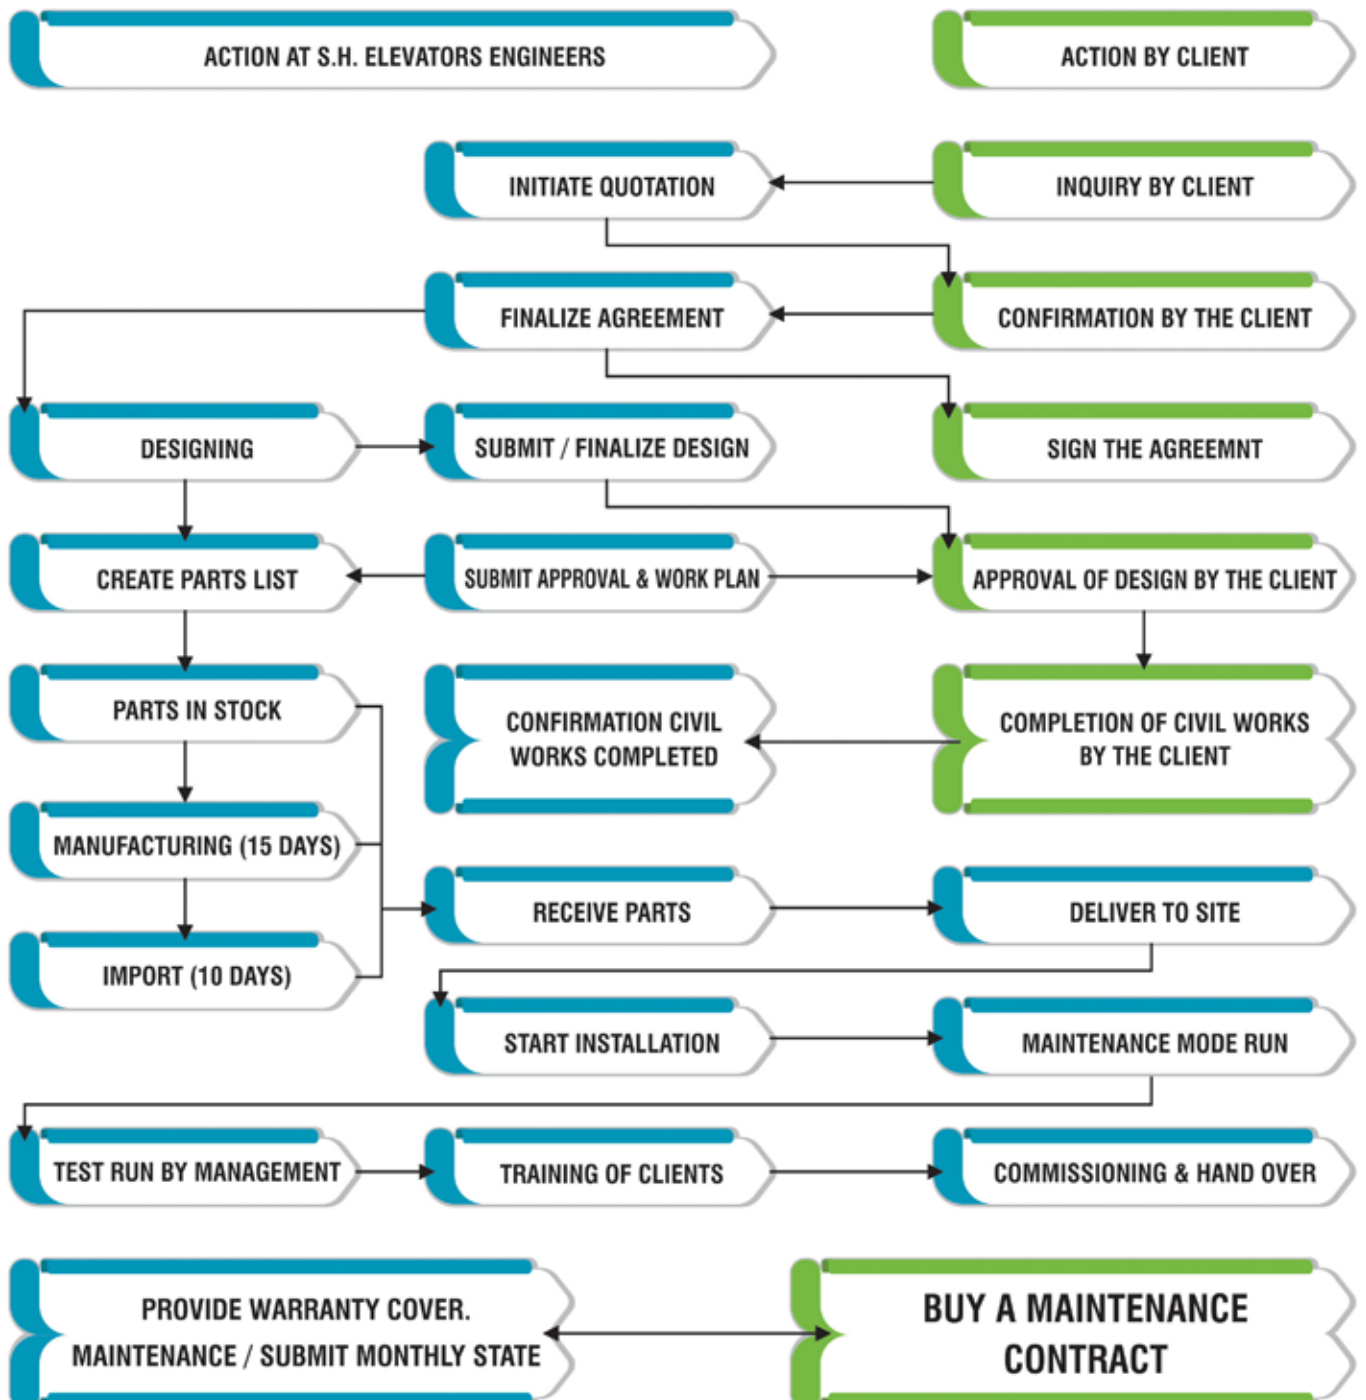 ACTION AT S.H. ELEVATORS ENGINEERS
ACTION BY CLIENT
INITIATE QUOTATION
INQUIRY BY CLIENT
FINALIZE AGREEMENT
CONFIRMATION BY THE CLIENT
DESIGNING
SUBMIT / FINALIZE DESIGN
SIGN THE AGREEMNT
CREATE PARTS LIST
SUBMIT APPROVAL & WORK PLAN
APPROVAL OF DESIGN BY THE CLIENT
PARTS IN STOCK
CONFIRMATION CIVIL
WORKS COMPLETED
COMPLETION OF CIVIL WORKS
BY THE CLIENT
MANUFACTURING (15 DAYS)
RECEIVE PARTS
DELIVER TO SITE
IMPORT (10 DAYS)
START INSTALLATION
MAINTENANCE MODE RUN
TEST RUN BY MANAGEMENT
TRAINING OF CLIENTS
COMMISSIONING & HAND OVER
PROVIDE WARRANTY COVER.
MAINTENANCE / SUBMIT MONTHLY STATE
BUY A MAINTENANCE
CONTRACT